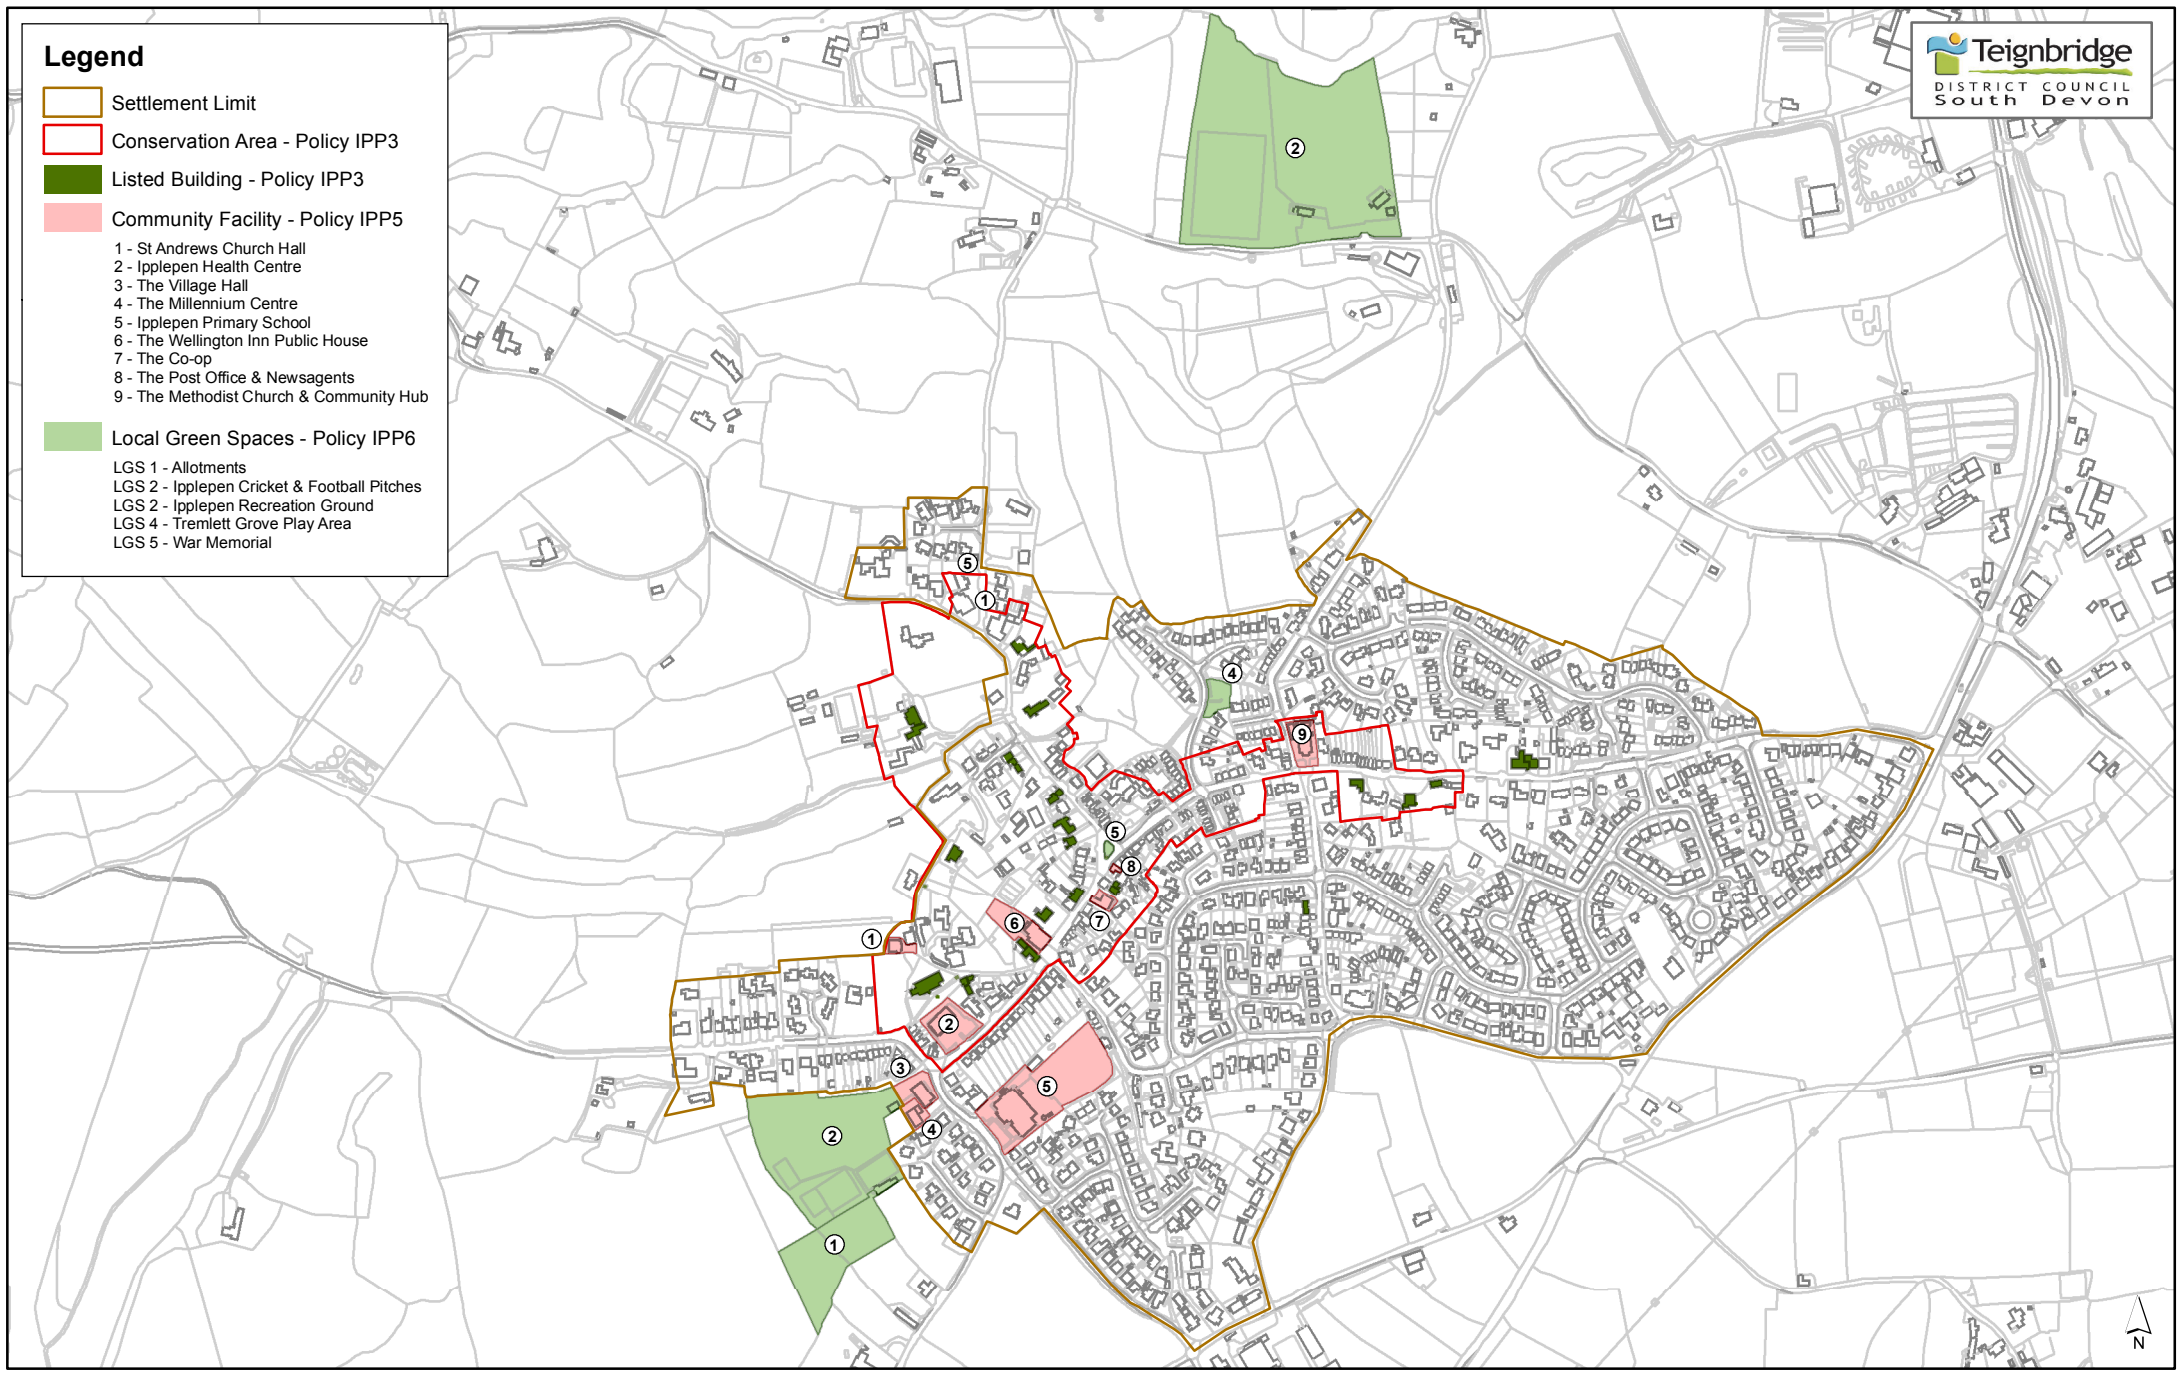 Legend
Settlement Limit
Conservation Area - Policy IPP3
Listed Building - Policy IPP3
Community Facility - Policy IPP5
1 - St Andrews Church Hall
2 - Ipplepen Health Centre
3 - The Village Hall
4 - The Millennium Centre
5 - Ipplepen Primary School
6 - The Wellington Inn Public House
7 - The Co-op
8 - The Post Office & Newsagents
9 - The Methodist Church & Community Hub
Local Green Spaces - Policy IPP6
LGS 1 - Allotments
LGS 2 - Ipplepen Cricket & Football Pitches
LGS 2 - Ipplepen Recreation Ground
LGS 4 - Tremlett Grove Play Area
LGS 5 - War Memorial
Teignbridge
DISTRICT COUNCIL
South Devon
2
5
1
4
9
5
8
6
7
1
2
3
5
4
2
1
N